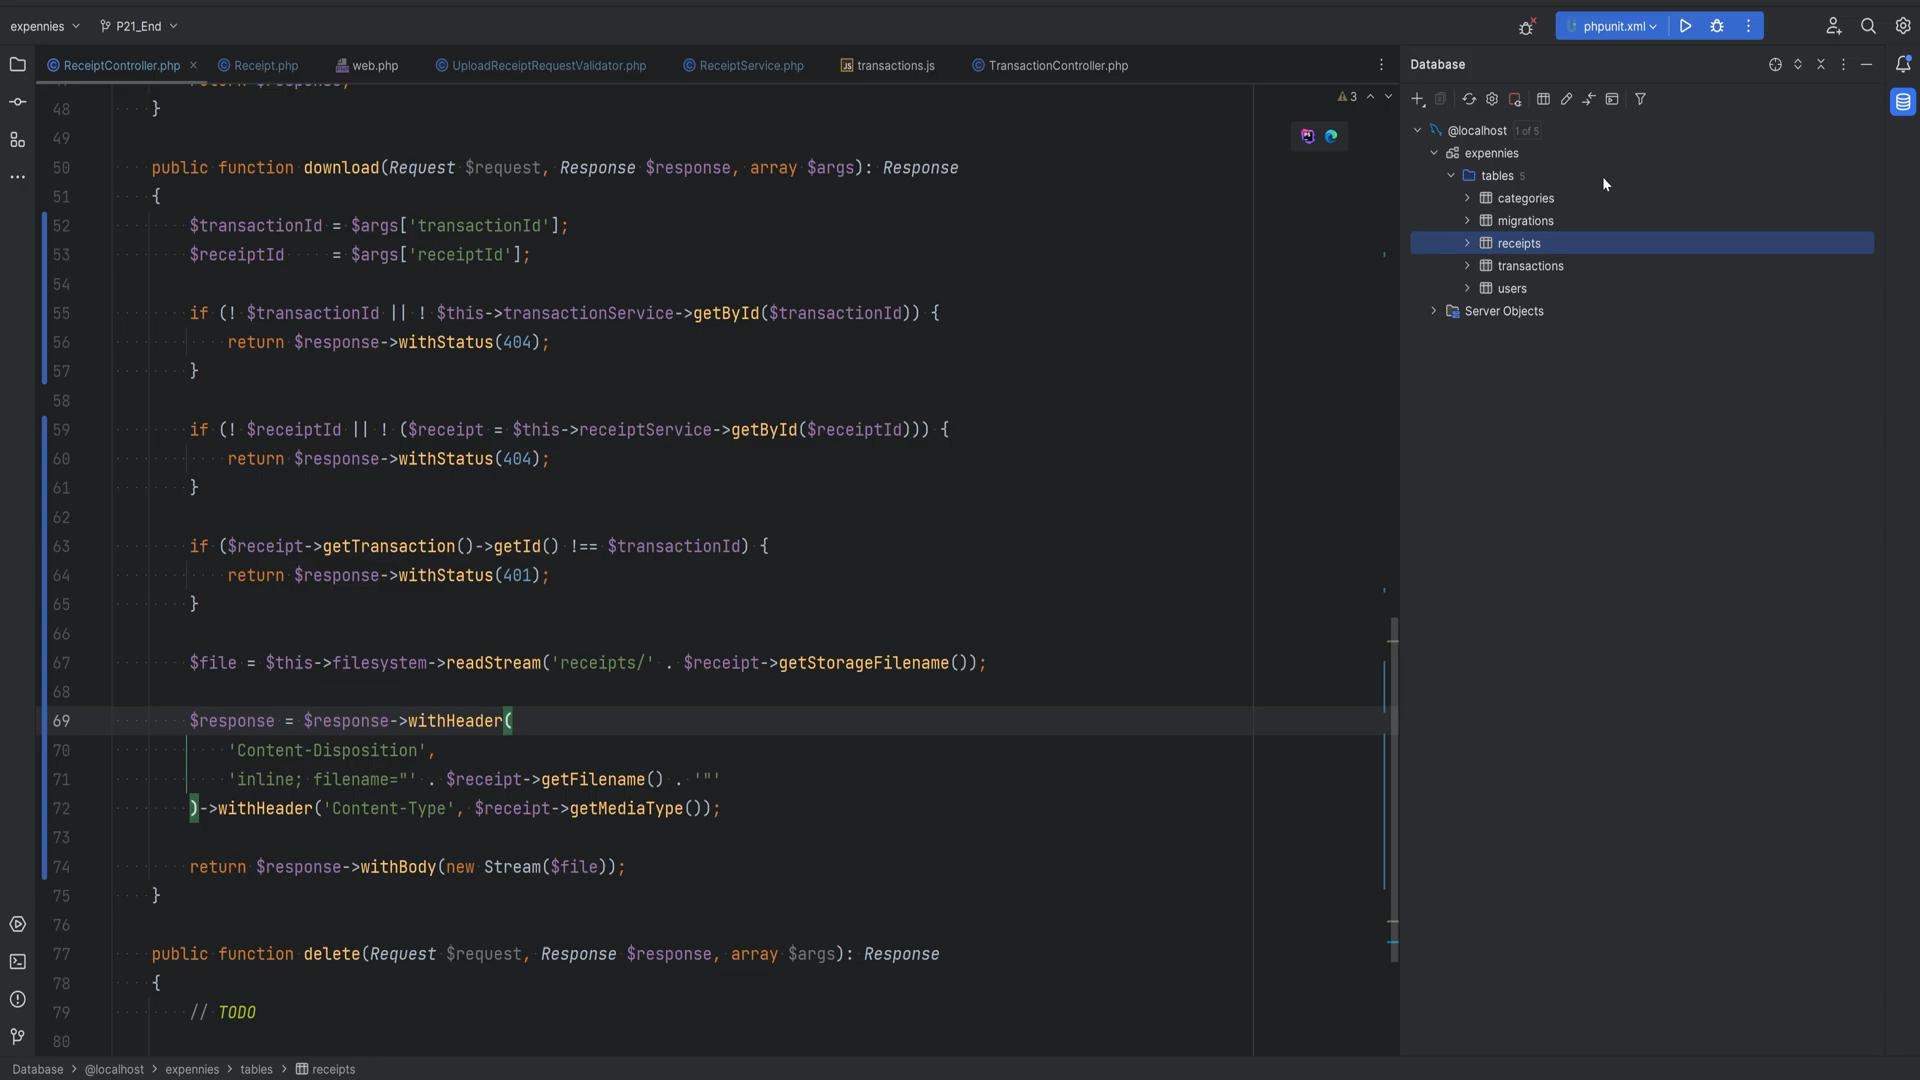 expennies
P21_End
phpunit.xml
ReceiptController.php
Receipt.php
web.php
UploadReceiptRequestValidator.php
ReceiptService.php
transactions.js
TransactionController.php
Database
3
48 }
49
50 public function download(Request $request, Response $response, array $args): Response
51 {
52 $transactionId = $args['transactionId'];
53 $receiptId     = $args['receiptId'];
54
55 if (! $transactionId || ! $this->transactionService->getById($transactionId)) {
56 return $response->withStatus(404);
57 }
58
59 if (! $receiptId || ! ($receipt = $this->receiptService->getById($receiptId))) {
60 return $response->withStatus(404);
61 }
62
63 if ($receipt->getTransaction()->getId() !== $transactionId) {
64 return $response->withStatus(401);
65 }
66
67 $file = $this->filesystem->readStream('receipts/' . $receipt->getStorageFilename());
68
69 $response = $response->withHeader(
70 'Content-Disposition',
71 'inline; filename="' . $receipt->getFilename() . '"'
72 )->withHeader('Content-Type', $receipt->getMediaType());
73
74 return $response->withBody(new Stream($file));
75 }
76
77 public function delete(Request $request, Response $response, array $args): Response
78 {
79 // TODO
80
@localhost 1 of 5
expennies
tables 5
categories
migrations
receipts
transactions
users
Server Objects
Database > @localhost > expennies > tables > receipts